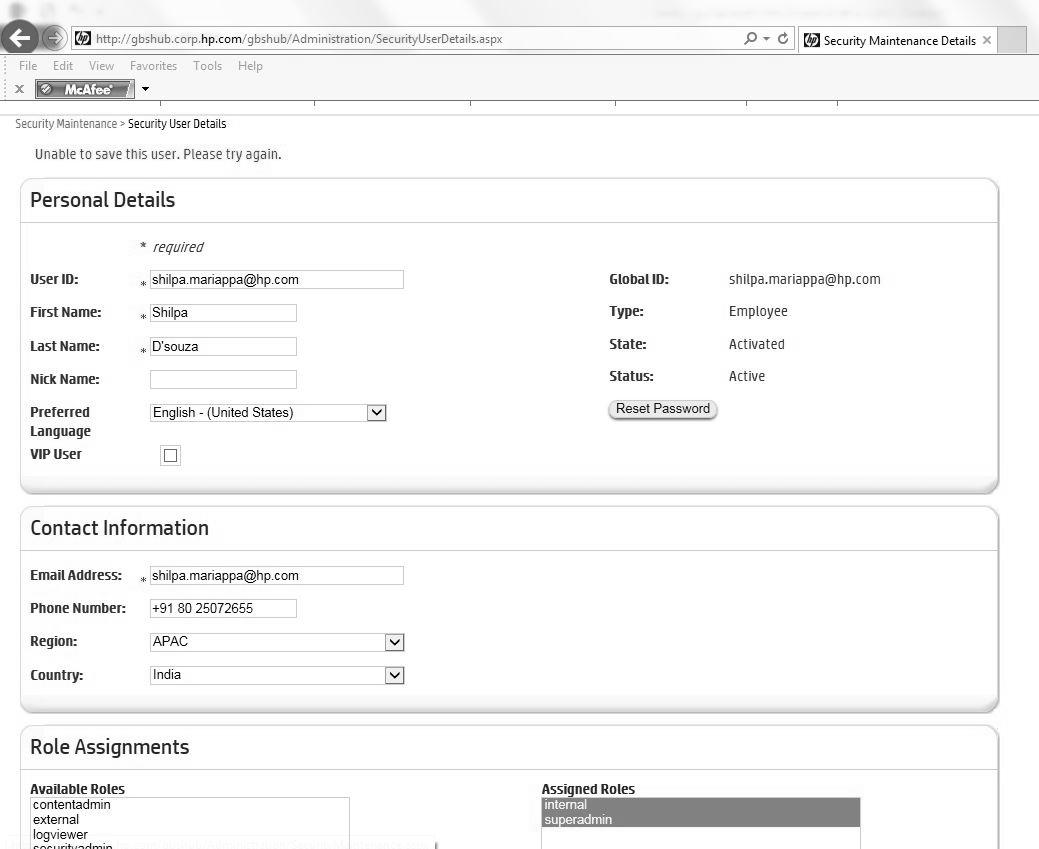 http://gbshub.corp.hp.com/gbshub/Administration/SecurityUserDetails.aspx
hp Security Maintenance Details
File Edit View Favorites Tools Help
x McAfee
Security Maintenance > Security User Details
Unable to save this user. Please try again.
Personal Details
* required
User ID: * shilpa.mariappa@hp.com
Global ID: shilpa.mariappa@hp.com
First Name: * Shilpa
Type: Employee
Last Name: * D'souza
State: Activated
Nick Name:
Status: Active
Preferred
Language
English - (United States)
Reset Password
VIP User
Contact Information
Email Address: * shilpa.mariappa@hp.com
Phone Number: +91 80 25072655
Region: APAC
Country: India
Role Assignments
Available Roles
contentadmin
external
logviewer
securityadmin
Assigned Roles
internal
superadmin